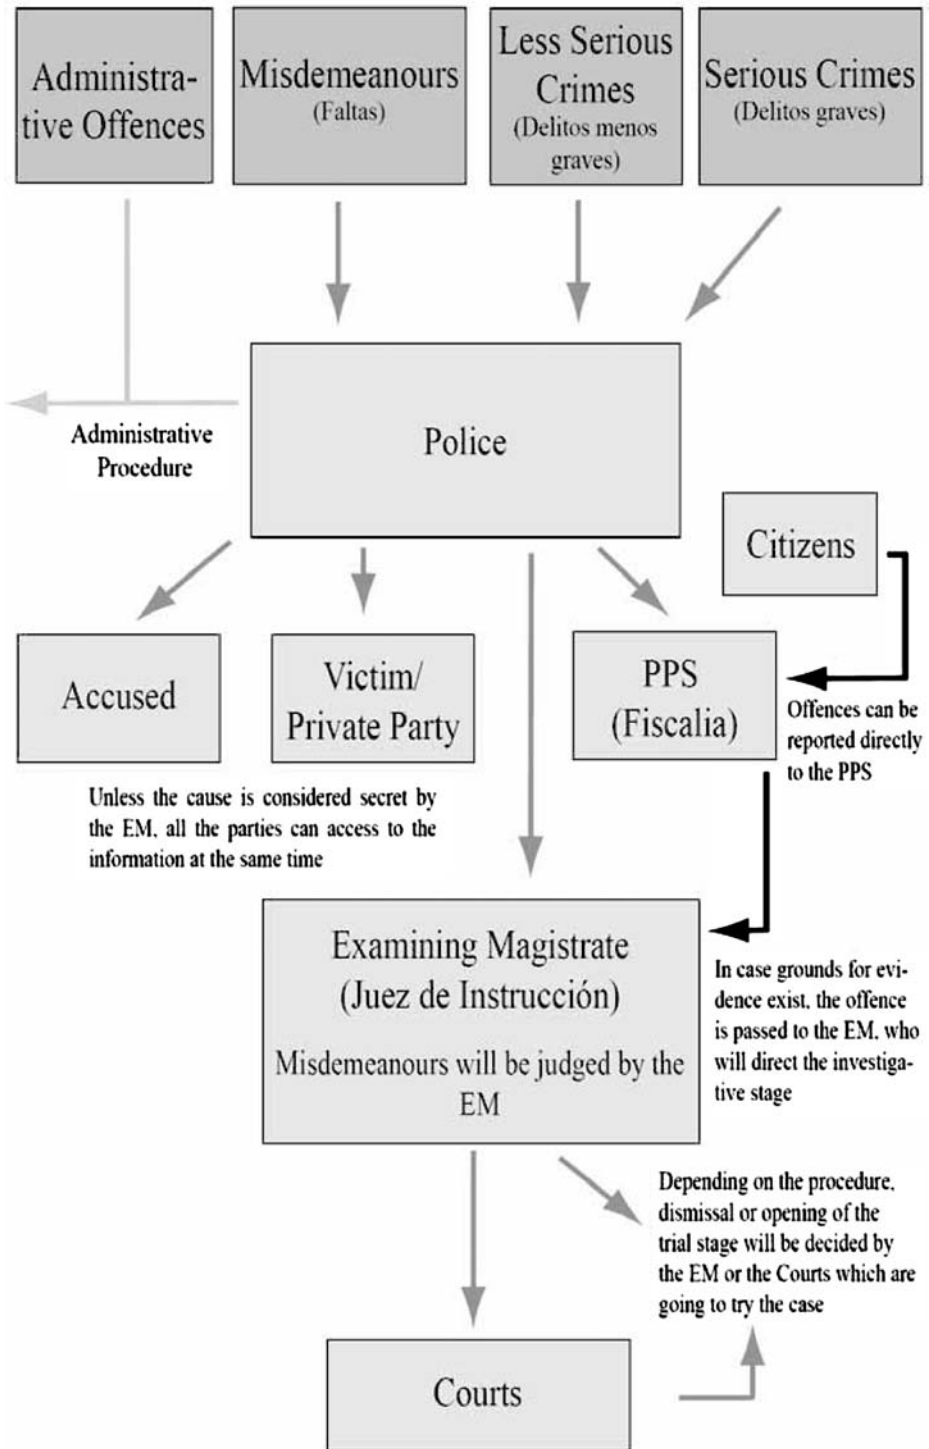 Administra-
tive Offences
Misdemeanours
(Faltas)
Less Serious
Crimes
(Delitos menos
graves)
Serious Crimes
(Delitos graves)
Administrative
Procedure
Police
Citizens
Accused
Victim/
Private Party
PPS
(Fiscalia)
Offences can be
reported directly
to the PPS
Unless the cause is considered secret by
the EM, all the parties can access to the
information at the same time
Examining Magistrate
(Juez de Instrucción)
Misdemeanours will be judged by the
EM
In case grounds for evi-
dence exist, the offence
is passed to the EM, who
will direct the investiga-
tive stage
Depending on the procedure,
dismissal or opening of the
trial stage will be decided by
the EM or the Courts which are
going to try the case
Courts